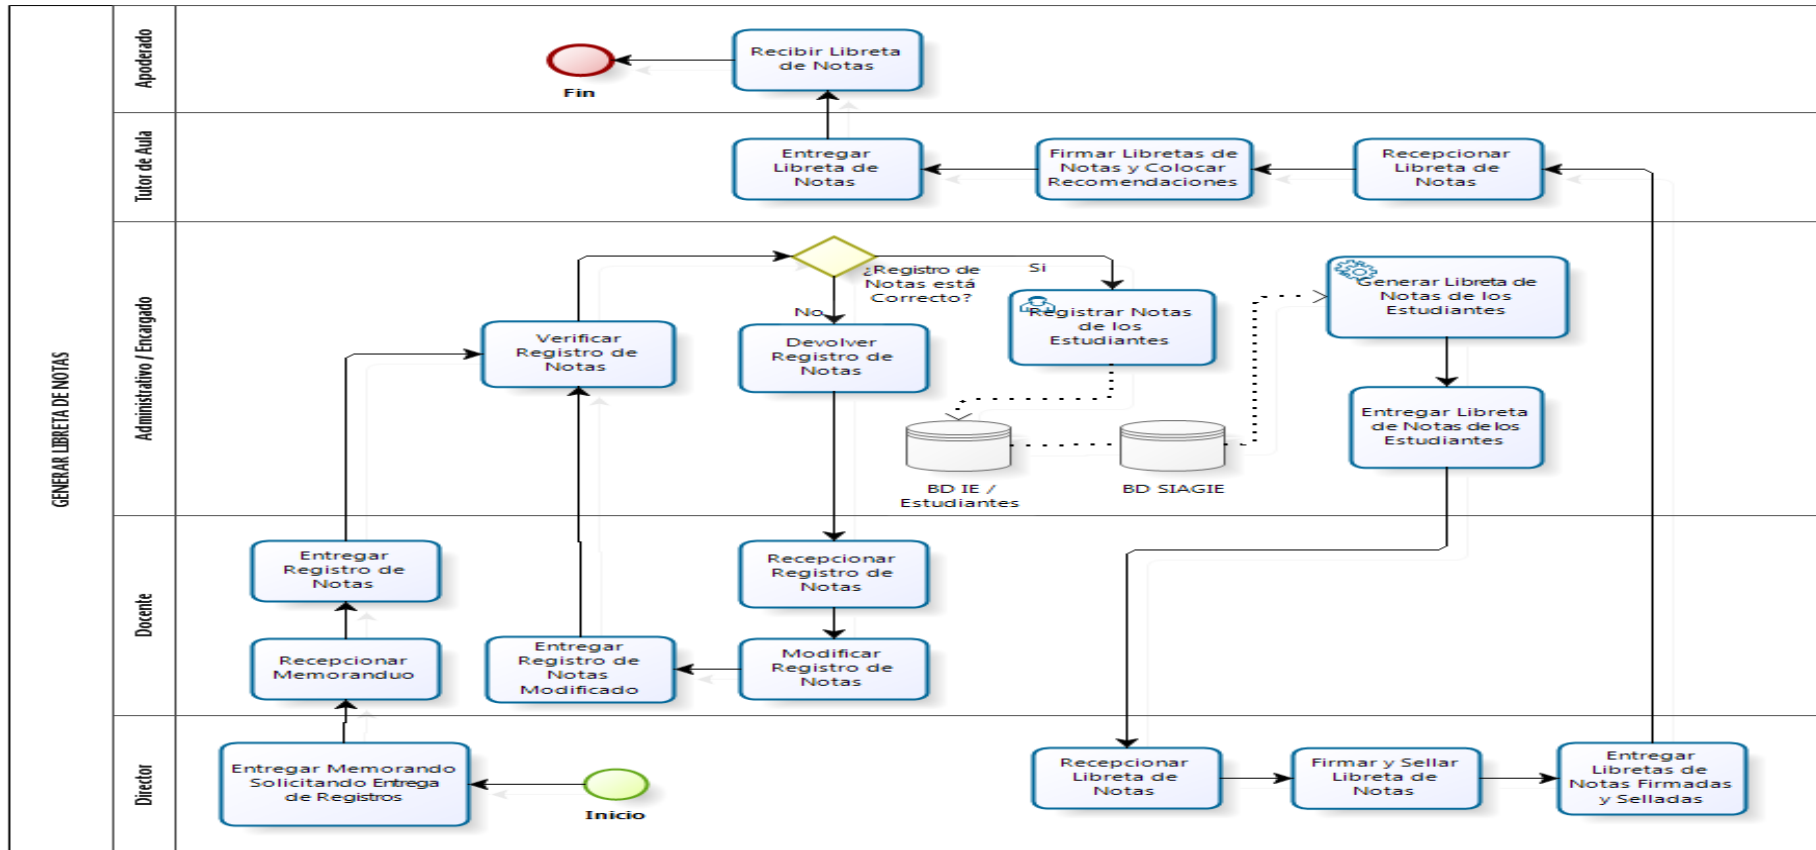 GENERAR LIBRETA DE NOTAS
Apoderado
Fin
Recibir Libreta
de Notas
Tutor de Aula
Entregar
Libreta de
Notas
Firmar Libretas de
Notas y Colocar
Recomendaciones
Recepcionar
Libreta de
Notas
Administrativo / Encargado
Verificar
Registro de
Notas
¿Registro de
Notas está
Correcto?
Si
No
Devolver
Registro de
Notas
Registrar Notas
de los
Estudiantes
Generar Libreta de
Notas de los
Estudiantes
Entregar Libreta
de Notas de los
Estudiantes
BD IE /
Estudiantes
BD SIAGIE
Docente
Entregar
Registro de
Notas
Recepcionar
Memoranduo
Entregar
Registro de
Notas
Modificado
Recepcionar
Registro de
Notas
Modificar
Registro de
Notas
Director
Entregar Memorando
Solicitando Entrega
de Registros
Inicio
Recepcionar
Libreta de
Notas
Firmar y Sellar
Libreta de
Notas
Entregar
Libretas de
Notas Firmadas
y Selladas